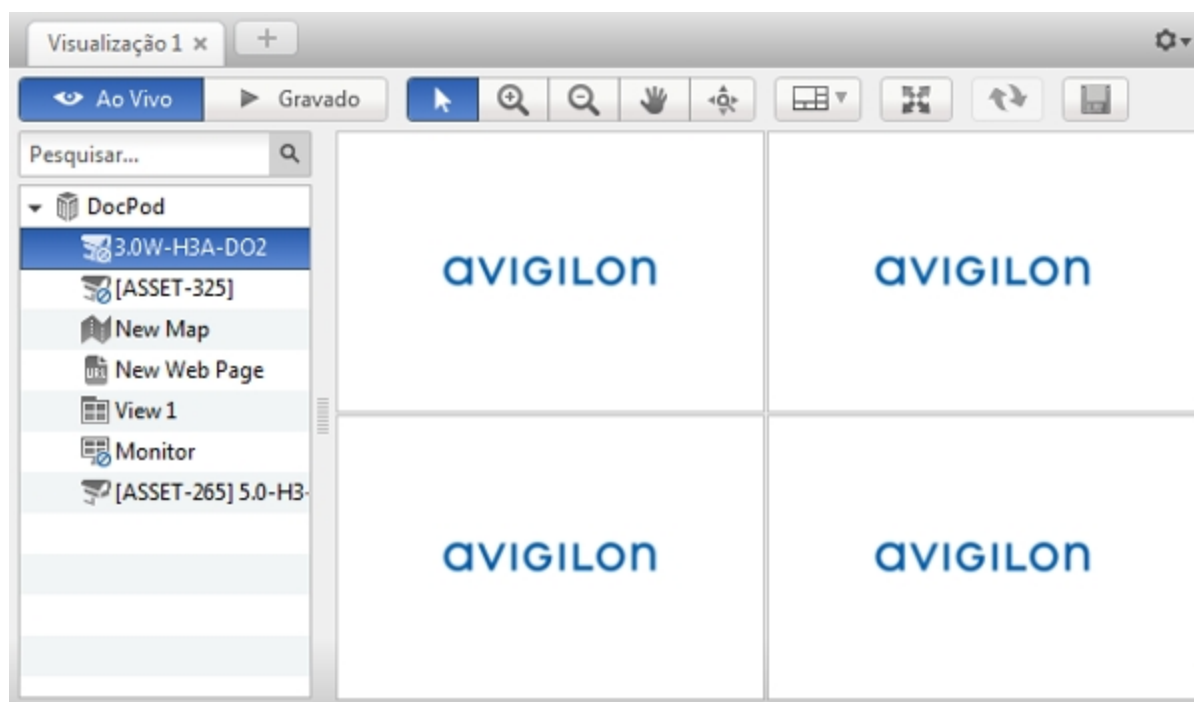 Visualização 1
Ao Vivo
Gravado
Pesquisar...
DocPod
3.0W-H3A-DO2
[ASSET-325]
New Map
URL
New Web Page
View 1
Monitor
[ASSET-265] 5.0-H3-
AVIGILON AVIGILON
AVIGILON AVIGILON